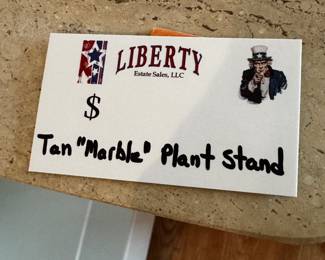 LIBERTY
Estate Sales, LLC
$
Tan "Marble" Plant Stand